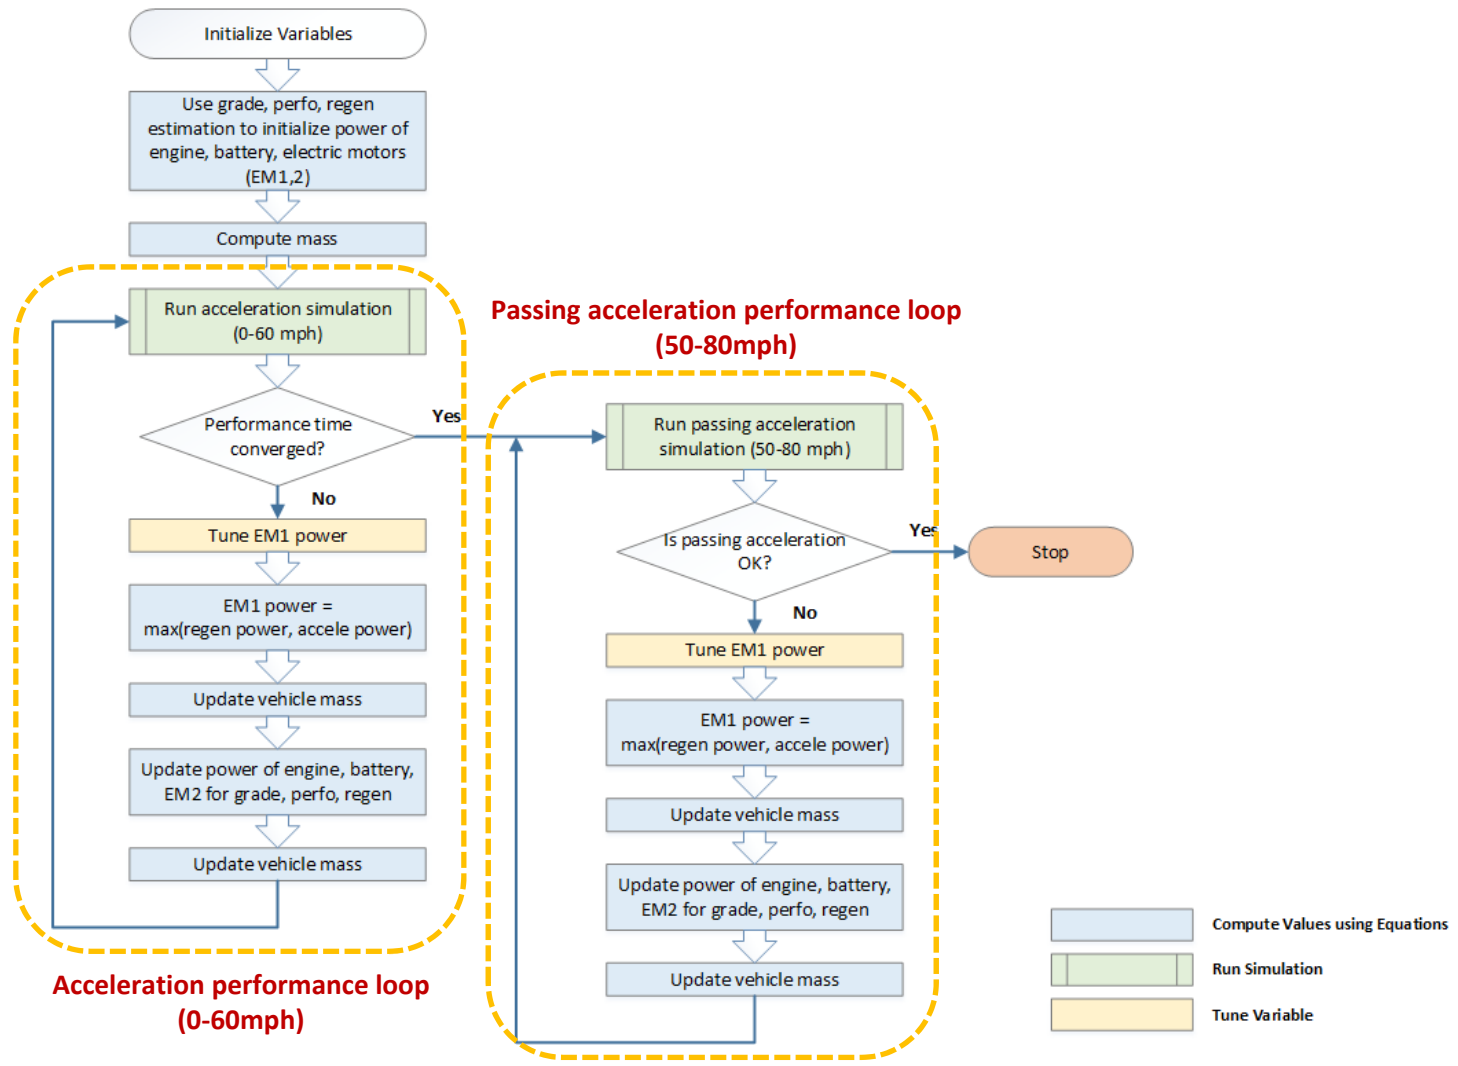 Initialize Variables
Use grade, perfo, regen
estimation to initialize power of
engine, battery, electric motors
(EM1,2)
Compute mass
Run acceleration simulation
(0-60 mph)
Performance time
converged?
Yes
No
Tune EM1 power
EM1 power =
max(regen power, accele power)
Update vehicle mass
Update power of engine, battery,
EM2 for grade, perfo, regen
Update vehicle mass
Acceleration performance loop
(0-60mph)
Passing acceleration performance loop
(50-80mph)
Run passing acceleration
simulation (50-80 mph)
Is passing acceleration
OK?
Yes
Stop
No
Tune EM1 power
EM1 power =
max(regen power, accele power)
Update vehicle mass
Update power of engine, battery,
EM2 for grade, perfo, regen
Update vehicle mass
Compute Values using Equations
Run Simulation
Tune Variable